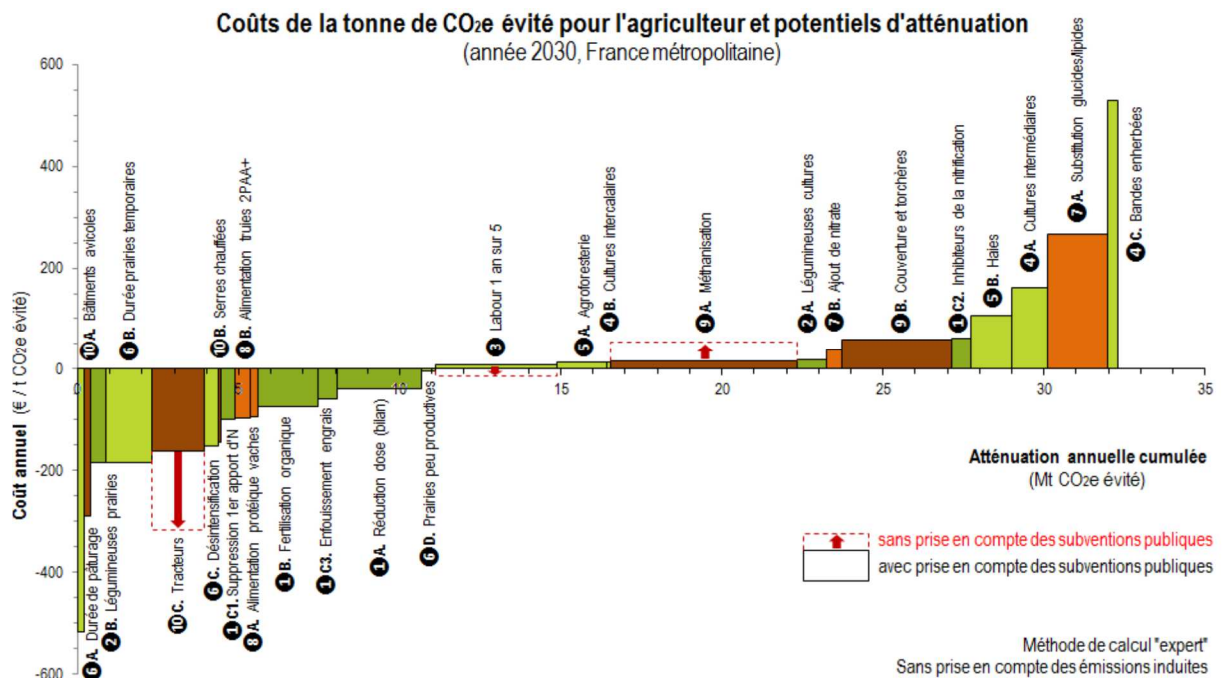 Coûts de la tonne de CO2e évité pour l'agriculteur et potentiels d'atténuation
(année 2030, France métropolitaine)
Coût annuel (€ / t CO2e évité)
600
400
200
0
-200
-400
-600
0
5
10
15
20
25
30
35
10 A. Bâtiments avicoles
6 B. Durée prairies temporaires
10 B. Serres chauffées
8 B. Alimentation truies 2PAA+
3 Labour 1 an sur 5
5 A. Agroforesterie
4 B. Cultures intercalaires
9 A. Méthanisation
2 A. Légumineuses cultures
7 B. Ajout de nitrate
9 B. Couverture et torchères
1 C2. Inhibiteurs de la nitrification
5 B. Haies
4 A. Cultures intermédiaires
7 A. Substitution glucides/lipides
4 C. Bandes enherbées
6 A. Durée de pâturage
2 B. Légumineuses prairies
10 C. Tracteurs
6 C. Désintensification
1 C1. Suppression 1er apport d'N
8 A. Alimentation protéique vaches
1 B. Fertilisation organique
1 C3. Enfouissement engrais
1 A. Réduction dose (bilan)
6 D. Prairies peu productives
Atténuation annuelle cumulée
(Mt CO2e évité)
sans prise en compte des subventions publiques
avec prise en compte des subventions publiques
Méthode de calcul "expert"
Sans prise en compte des émissions induites